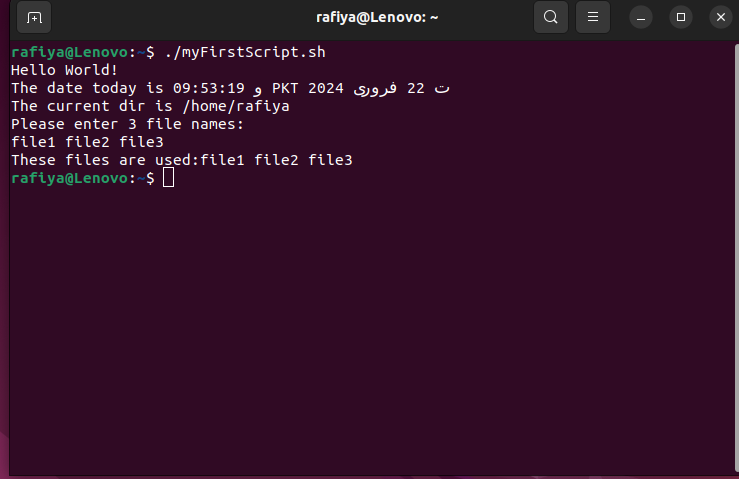 rafiya@Lenovo: ~
rafiya@Lenovo:~$ ./myFirstScript.sh
Hello World!
The date today is 09:53:19 و PKT 2024 فروری 22 ت
The current dir is /home/rafiya
Please enter 3 file names:
file1 file2 file3
These files are used:file1 file2 file3
rafiya@Lenovo:~$